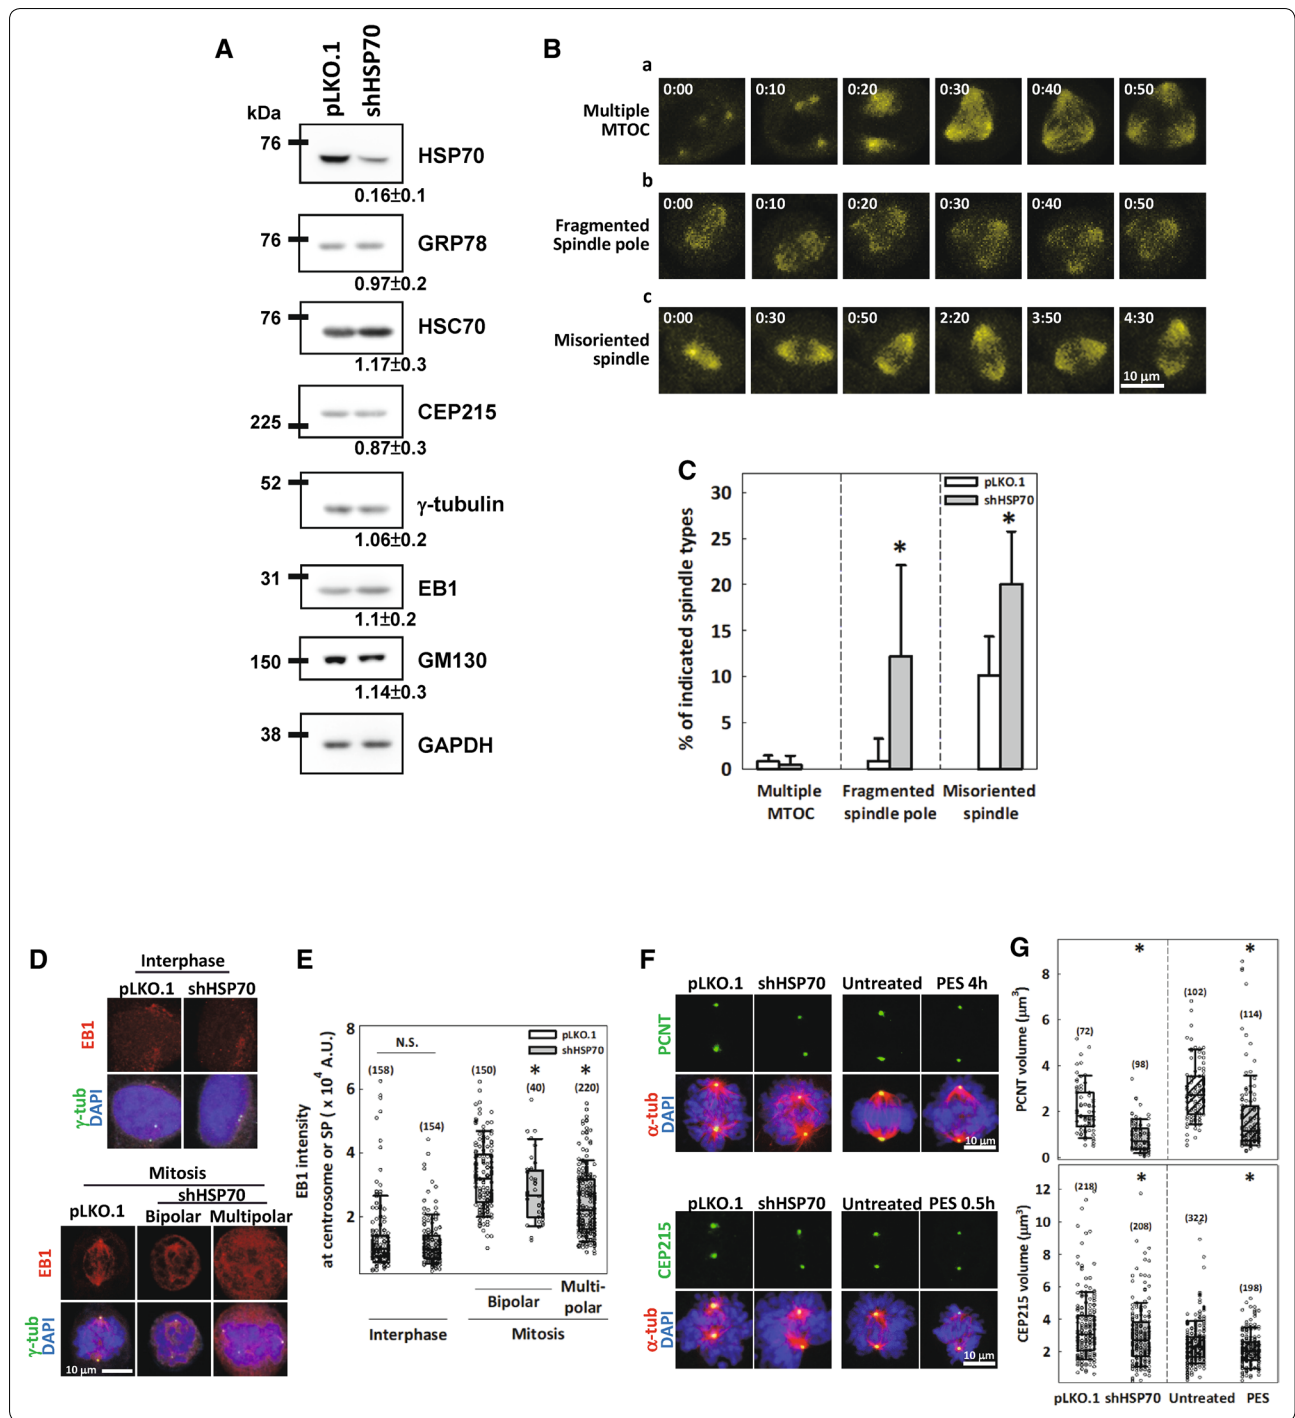 A
pLKO.1
shHSP70
kDa
76
HSP70
0.16±0.1
76
GRP78
0.97±0.2
76
HSC70
1.17±0.3
225
CEP215
0.87±0.3
52
γ-tubulin
1.06±0.2
31
EB1
1.1±0.2
150
GM130
1.14±0.3
38
GAPDH
B
a
Multiple
MTOC
0:00 0:10 0:20 0:30 0:40 0:50
b
Fragmented
Spindle pole
0:00 0:10 0:20 0:30 0:40 0:50
c
Misoriented
spindle
0:00 0:30 0:50 2:20 3:50 4:30
10 μm
C
% of indicated spindle types
30
25
20
15
10
5
0
pLKO.1
shHSP70
*
*
Multiple
MTOC
Fragmented
spindle pole
Misoriented
spindle
D
Interphase
pLKO.1 shHSP70
EB1
γ-tub
DAPI
Mitosis
shHSP70
pLKO.1 Bipolar Multipolar
EB1
γ-tub
DAPI
10 μm
E
EB1 intensity
at centrosome or SP ( x 10⁴ A.U.)
8
6
4
2
pLKO.1
shHSP70
N.S.
(158)
(154)
(150)
*
(40)
*
(220)
Bipolar
Multi-
polar
Interphase
Mitosis
F
pLKO.1 shHSP70 Untreated PES 4h
PCNT
α-tub
DAPI
10 μm
pLKO.1 shHSP70 Untreated PES 0.5h
CEP215
α-tub
DAPI
10 μm
G
PCNT volume (μm³)
8
6
4
2
0
(72)
*
(98)
(102)
*
(114)
CEP215 volume (μm³)
12
10
8
6
4
2
(218)
*
(208)
(322)
*
(198)
pLKO.1 shHSP70 Untreated PES